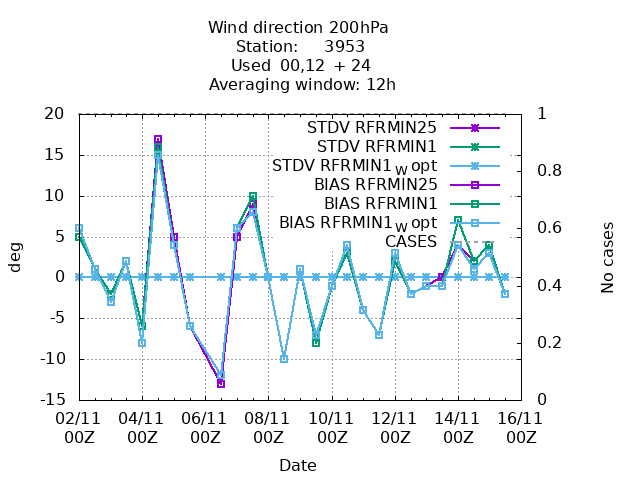 Wind direction 200hPa
Station: 3953
Used 00,12 + 24
Averaging window: 12h
20
15
10
5
0
-5
-10
-15
deg
1
0.8
0.6
0.4
0.2
0
No cases
STDV RFRMIN25
STDV RFRMIN1
STDV RFRMIN1_W opt
BIAS RFRMIN25
BIAS RFRMIN1
BIAS RFRMIN1_W opt
CASES
02/11 04/11 06/11 08/11 10/11 12/11 14/11 16/11
00Z 00Z 00Z 00Z 00Z 00Z 00Z 00Z
Date